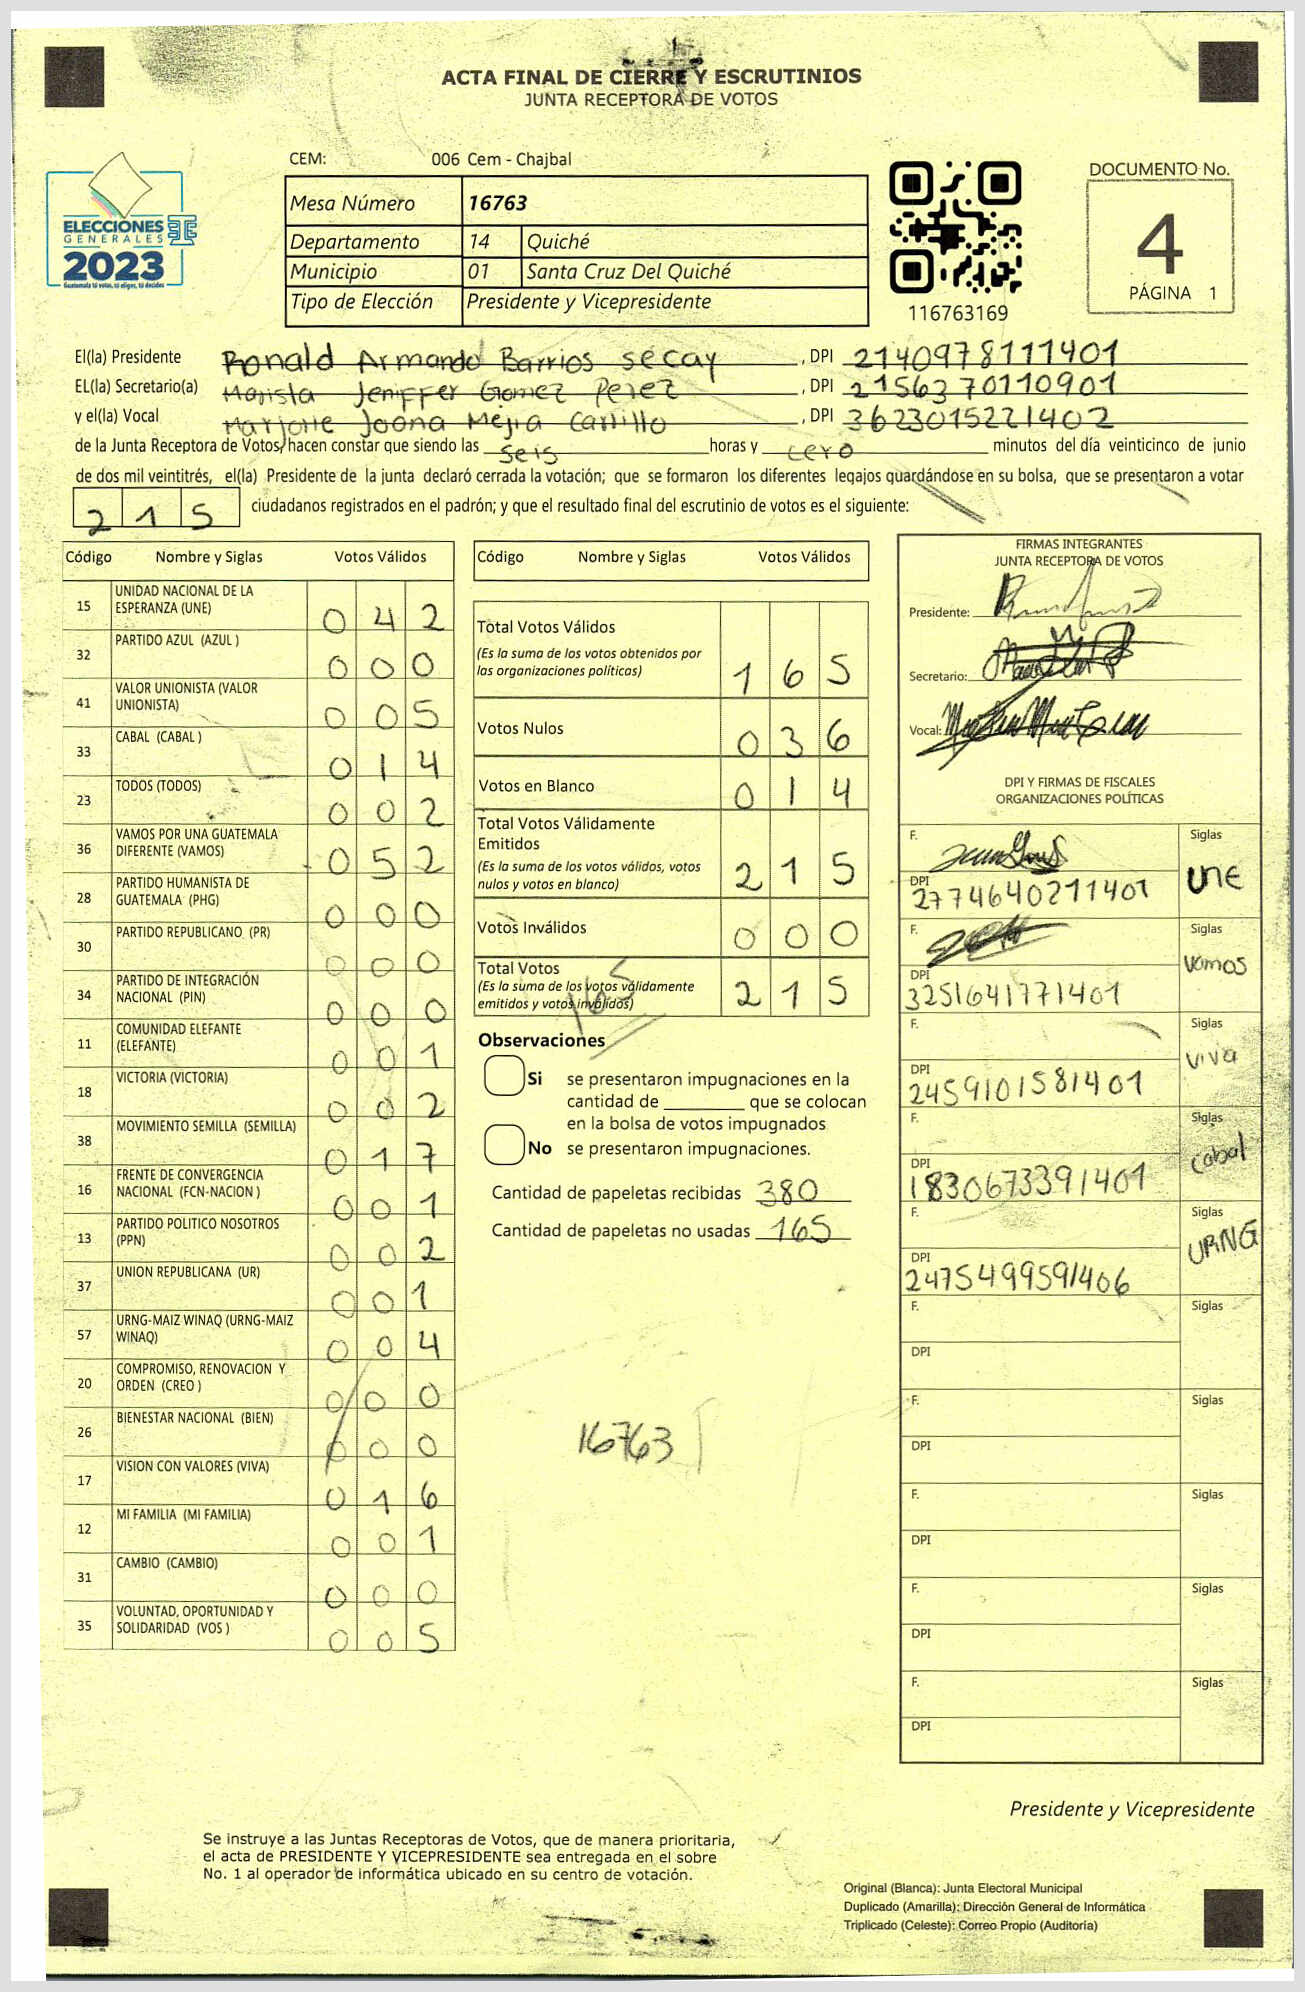 ACTA FINAL DE CIERRE Y ESCRUTINIOS
JUNTA RECEPTORA DE VOTOS
CEM: 006 Cem - Chajbal
Mesa Número 16763
Departamento 14 Quiché
Municipio 01 Santa Cruz Del Quiché
Tipo de Elección Presidente y Vicepresidente
ELECCIONES
GENERALES
2023
Guatemala tú votas, tú eliges, tú decides
116763169
DOCUMENTO No.
4
PÁGINA 1
El(la) Presidente Ronald Armando Barrios secay, DPI 2140978111401
EL(la) Secretario(a) Marista Jeniffer Gomez Perez, DPI 2156370110901
y el(la) Vocal Marjorie Joana Mejia Carrillo, DPI 3623015221402
de la Junta Receptora de Votos, hacen constar que siendo las seis horas y cero minutos del día veinticinco de junio
de dos mil veintitrés, el(la) Presidente de la junta declaró cerrada la votación; que se formaron los diferentes legajos guardándose en su bolsa, que se presentaron a votar
215 ciudadanos registrados en el padrón; y que el resultado final del escrutinio de votos es el siguiente:
Código Nombre y Siglas Votos Válidos
15 UNIDAD NACIONAL DE LA ESPERANZA (UNE) 042
32 PARTIDO AZUL (AZUL ) 000
41 VALOR UNIONISTA (VALOR UNIONISTA) 005
33 CABAL (CABAL ) 014
23 TODOS (TODOS) 002
36 VAMOS POR UNA GUATEMALA DIFERENTE (VAMOS) 052
28 PARTIDO HUMANISTA DE GUATEMALA (PHG) 000
30 PARTIDO REPUBLICANO (PR) 000
34 PARTIDO DE INTEGRACIÓN NACIONAL (PIN) 000
11 COMUNIDAD ELEFANTE (ELEFANTE) 001
18 VICTORIA (VICTORIA) 002
38 MOVIMIENTO SEMILLA (SEMILLA) 017
16 FRENTE DE CONVERGENCIA NACIONAL (FCN-NACION ) 001
13 PARTIDO POLITICO NOSOTROS (PPN) 002
37 UNION REPUBLICANA (UR) 001
57 URNG-MAIZ WINAQ (URNG-MAIZ WINAQ) 004
20 COMPROMISO, RENOVACION Y ORDEN (CREO ) 000
26 BIENESTAR NACIONAL (BIEN) 000
17 VISION CON VALORES (VIVA) 016
12 MI FAMILIA (MI FAMILIA) 001
31 CAMBIO (CAMBIO) 000
35 VOLUNTAD, OPORTUNIDAD Y SOLIDARIDAD (VOS ) 005
Código Nombre y Siglas Votos Válidos
Total Votos Válidos 165
(Es la suma de los votos obtenidos por
las organizaciones políticas)
Votos Nulos 036
Votos en Blanco 014
Total Votos Válidamente
Emitidos 215
(Es la suma de los votos válidos, votos
nulos y votos en blanco)
Votos Inválidos 000
Total Votos 215
(Es la suma de los votos válidamente
emitidos y votos inválidos)
165
Observaciones
Si se presentaron impugnaciones en la
cantidad de ________ que se colocan
en la bolsa de votos impugnados
No se presentaron impugnaciones.
Cantidad de papeletas recibidas 380
Cantidad de papeletas no usadas 165
16763
FIRMAS INTEGRANTES
JUNTA RECEPTORA DE VOTOS
Presidente:
Secretario:
Vocal:
DPI Y FIRMAS DE FISCALES
ORGANIZACIONES POLÍTICAS
F. Siglas
DPI 2774640211401 UNE
F. Siglas
DPI 3251641771401 Vamos
F. Siglas
DPI 2459101581401 viva
F. Siglas
DPI 1830673391401 cabal
F. Siglas
DPI 2475499591406 URNG
F. Siglas
DPI
F. Siglas
DPI
F. Siglas
DPI
F. Siglas
DPI
F. Siglas
DPI
Presidente y Vicepresidente
Se instruye a las Juntas Receptoras de Votos, que de manera prioritaria,
el acta de PRESIDENTE Y VICEPRESIDENTE sea entregada en el sobre
No. 1 al operador de informática ubicado en su centro de votación.
Original (Blanca): Junta Electoral Municipal
Duplicado (Amarilla): Dirección General de Informática
Triplicado (Celeste): Correo Propio (Auditoría)